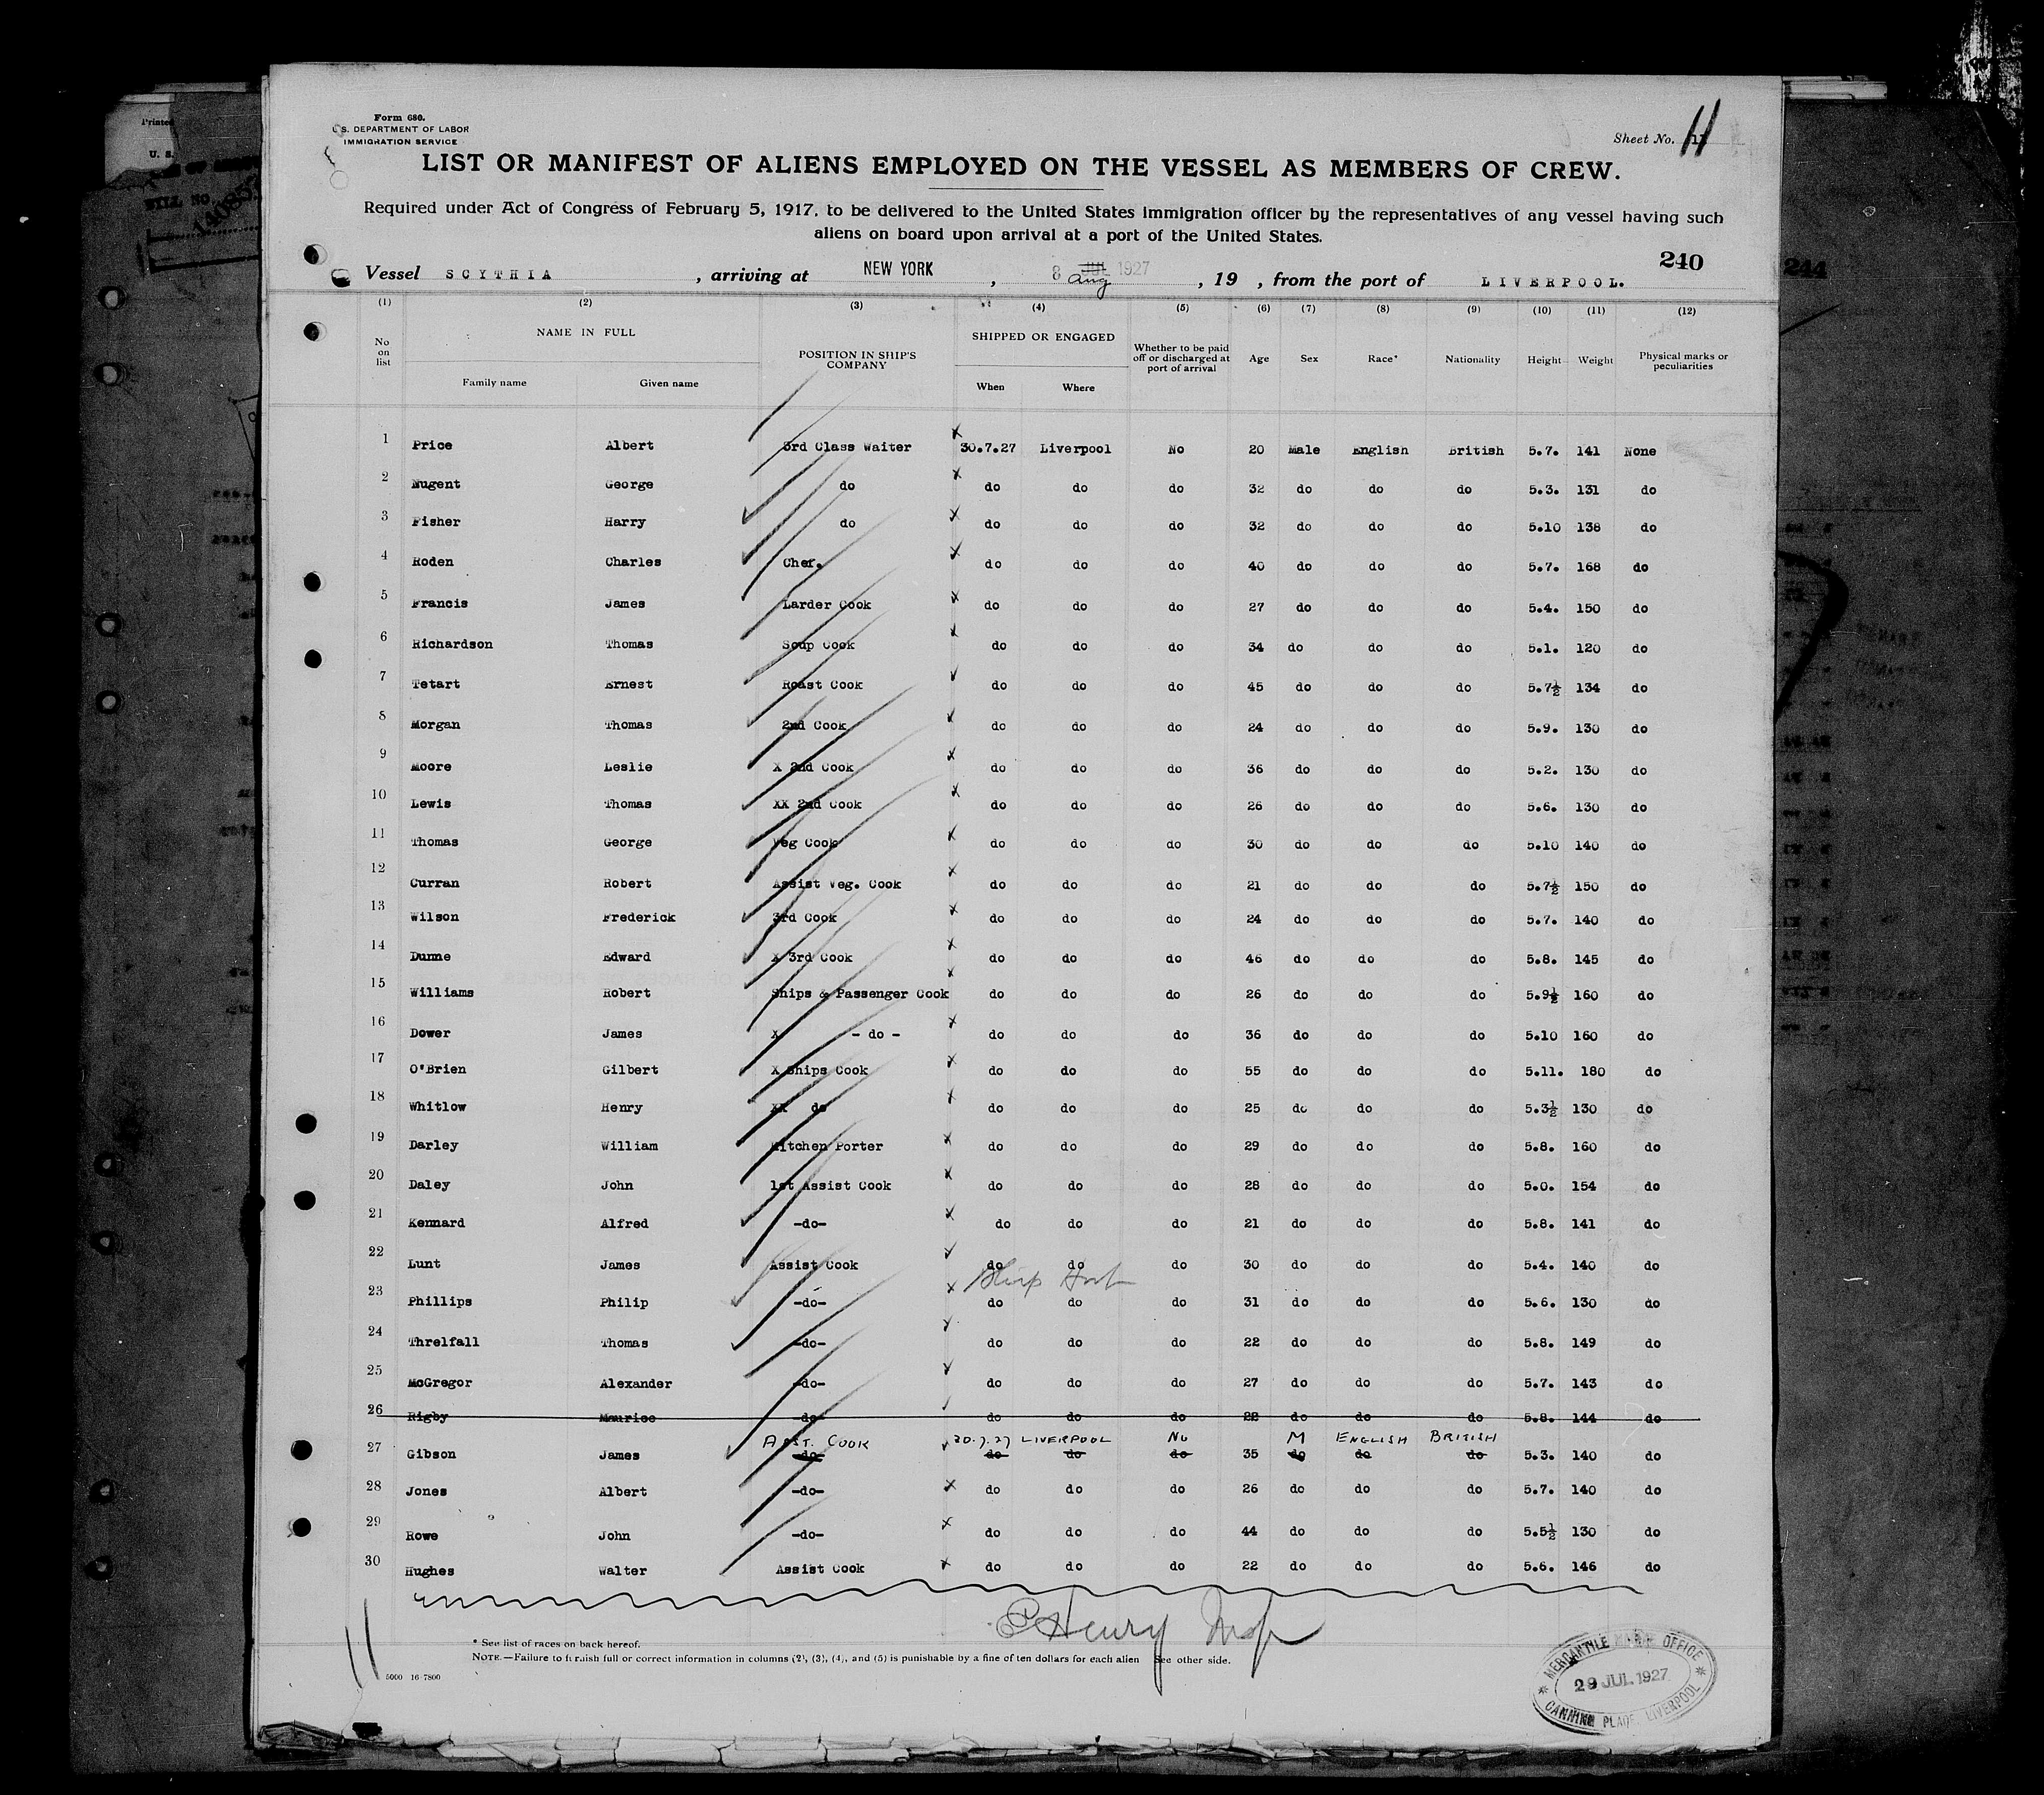 Form 680.
U.S. DEPARTMENT OF LABOR
IMMIGRATION SERVICE
Sheet No. 11
LIST OR MANIFEST OF ALIENS EMPLOYED ON THE VESSEL AS MEMBERS OF CREW.
Required under Act of Congress of February 5, 1917, to be delivered to the United States immigration officer by the representatives of any vessel having such
aliens on board upon arrival at a port of the United States.
240
Vessel SCYTHIA, arriving at NEW YORK, 8 JUL 1927 Aug, 19 , from the port of LIVERPOOL.
(1) (2) (3) (4) (5) (6) (7) (8) (9) (10) (11) (12)
No on list NAME IN FULL Family name Given name POSITION IN SHIP'S COMPANY SHIPPED OR ENGAGED When Where Whether to be paid off or discharged at port of arrival Age Sex Race* Nationality Height Weight Physical marks or peculiarities
1 Price Albert 3rd Class Waiter 30.7.27 Liverpool No 20 Male English British 5.7. 141 None
2 Nugent George do do do do 32 do do do 5.3. 131 do
3 Fisher Harry do do do do 32 do do do 5.10 138 do
4 Roden Charles Chef. do do do 40 do do do 5.7. 168 do
5 Francis James Larder Cook do do do 27 do do do 5.4. 150 do
6 Richardson Thomas Soup Cook do do do 34 do do do 5.1. 120 do
7 Tetart Ernest Roast Cook do do do 45 do do do 5.7½ 134 do
8 Morgan Thomas 2nd Cook do do do 24 do do do 5.9. 130 do
9 Moore Leslie X 2nd Cook do do do 36 do do do 5.2. 130 do
10 Lewis Thomas XX 2nd Cook do do do 26 do do do 5.6. 130 do
11 Thomas George Veg Cook do do do 30 do do do 5.10 140 do
12 Curran Robert Assist Veg. Cook do do do 21 do do do 5.7½ 150 do
13 Wilson Frederick 3rd Cook do do do 24 do do do 5.7. 140 do
14 Dunne Edward X 3rd Cook do do do 46 do do do 5.8. 145 do
15 Williams Robert Ships & Passenger Cook do do do 26 do do do 5.9½ 160 do
16 Dower James X - do - do do do 36 do do do 5.10 160 do
17 O'Brien Gilbert X Ships Cook do do do 55 do do do 5.11. 180 do
18 Whitlow Henry XX do do do do 25 do do do 5.3½ 130 do
19 Darley William Kitchen Porter do do do 29 do do do 5.8. 160 do
20 Daley John 1st Assist Cook do do do 28 do do do 5.0. 154 do
21 Kennard Alfred -do- do do do 21 do do do 5.8. 141 do
22 Lunt James Assist Cook do do do 30 do do do 5.4. 140 do
23 Phillips Philip -do- do do do 31 do do do 5.6. 130 do
24 Threlfall Thomas -do- do do do 22 do do do 5.8. 149 do
25 McGregor Alexander -do- do do do 27 do do do 5.7. 143 do
26 Rigby Maurice -do- do do do 22 do do do 5.8. 144 do
ASST. COOK 30.7.27 LIVERPOOL No M ENGLISH BRITISH
27 Gibson James -do- do do do 35 do do do 5.3. 140 do
28 Jones Albert -do- do do do 26 do do do 5.7. 140 do
29 Rowe John -do- do do do 44 do do do 5.5½ 130 do
30 Hughes Walter Assist Cook do do do 22 do do do 5.6. 146 do
Henry
* See list of races on back hereof.
NOTE.—Failure to furnish full or correct information in columns (2), (3), (4), and (5) is punishable by a fine of ten dollars for each alien See other side.
5000 16-7800
11
MERCANTILE MARINE OFFICE
29 JUL 1927
CANNING PLACE, LIVERPOOL
244
Printed
U. S.
BILL NO.